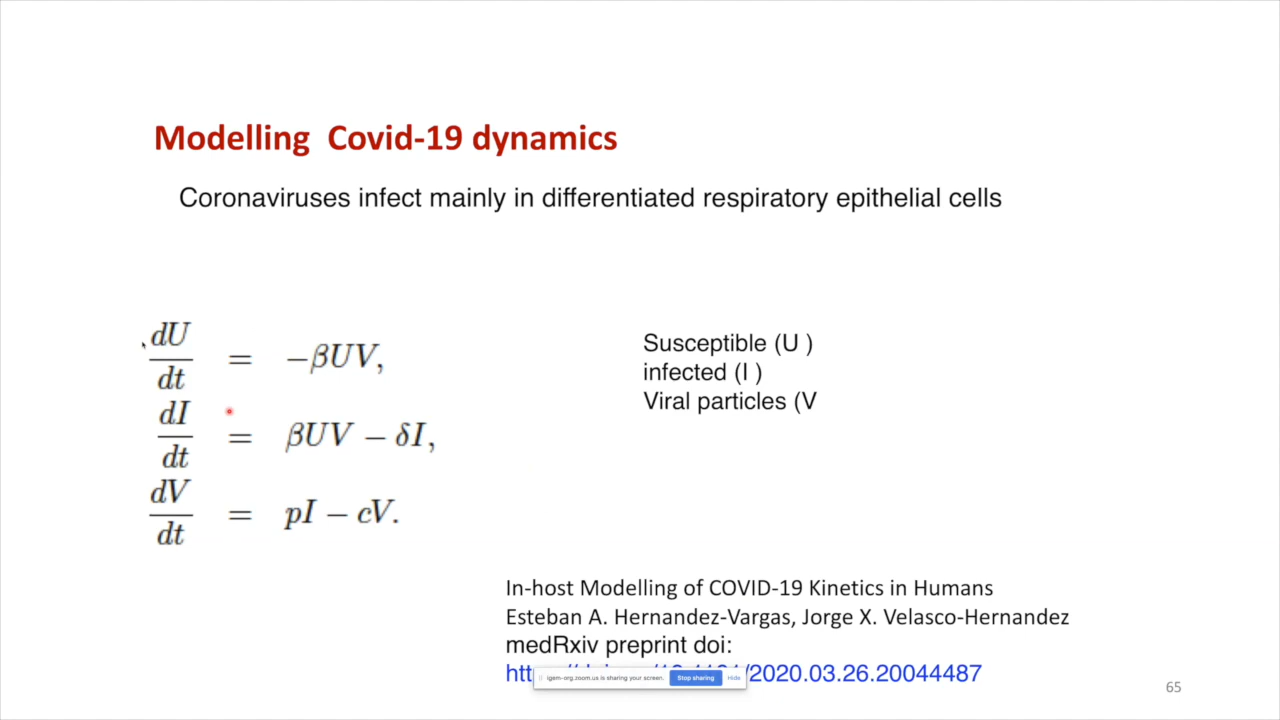 Modelling Covid-19 dynamics
Coronaviruses infect mainly in differentiated respiratory epithelial cells
dU/dt = −βUV,
dI/dt = βUV − δI,
dV/dt = pI − cV.
Susceptible (U )
infected (I )
Viral particles (V
In-host Modelling of COVID-19 Kinetics in Humans
Esteban A. Hernandez-Vargas, Jorge X. Velasco-Hernandez
medRxiv preprint doi:
/2020.03.26.20044487
igem-org.zoom.us is sharing your screen. Stop sharing Hide
65